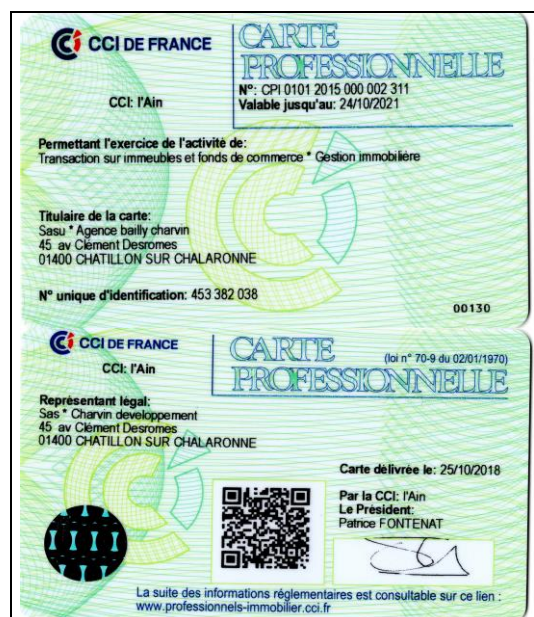 CCI DE FRANCE
CARTE
PROFESSIONNELLE
N°: CPI 0101 2015 000 002 311
CCI: l'Ain
Valable jusqu'au: 24/10/2021
Permettant l'exercice de l'activité de:
Transaction sur immeubles et fonds de commerce * Gestion immobilière
Titulaire de la carte:
Sasu * Agence bailly charvin
45 av Clément Desromes
01400 CHATILLON SUR CHALARONNE
N° unique d'identification: 453 382 038
00130
CCI DE FRANCE
CCI: l'Ain
CARTE
(loi n° 70-9 du 02/01/1970)
PROFESSIONNELLE
Représentant légal:
Sas * Charvin developpement
45 av Clément Desromes
01400 CHATILLON SUR CHALARONNE
Carte délivrée le: 25/10/2018
Par la CCI: l'Ain
Le Président:
Patrice FONTENAT
La suite des informations réglementaires est consultable sur ce lien :
www.professionnels-immobilier.cci.fr